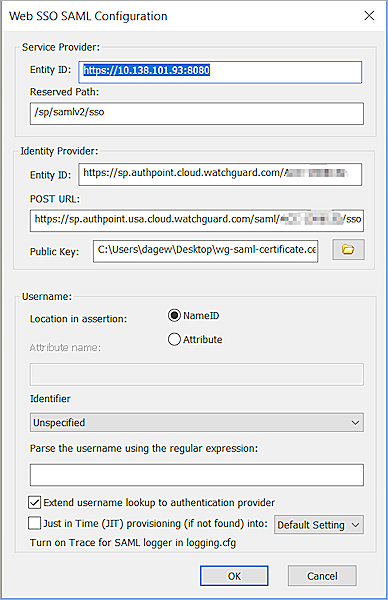 Web SSO SAML Configuration
Service Provider:
Entity ID: https://10.138.101.93:8080
Reserved Path:
/sp/samlv2/sso
Identity Provider:
Entity ID: https://sp.authpoint.cloud.watchguard.com/
POST URL:
https://sp.authpoint.usa.cloud.watchguard.com/saml/ /sso
Public Key: C:\Users\dagew\Desktop\wg-saml-certificate.ce
Username:
Location in assertion: NameID
Attribute
Attribute name:
Identifier
Unspecified
Parse the username using the regular expression:
Extend username lookup to authentication provider
Just in Time (JIT) provisioning (if not found) into: Default Setting
Turn on Trace for SAML logger in logging.cfg
OK Cancel